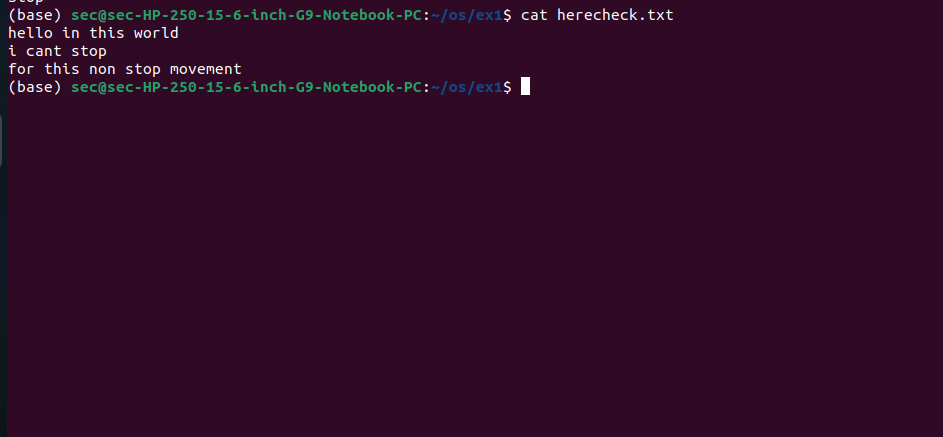 stop
(base) sec@sec-HP-250-15-6-inch-G9-Notebook-PC:~/os/ex1$ cat herecheck.txt
hello in this world
i cant stop
for this non stop movement
(base) sec@sec-HP-250-15-6-inch-G9-Notebook-PC:~/os/ex1$